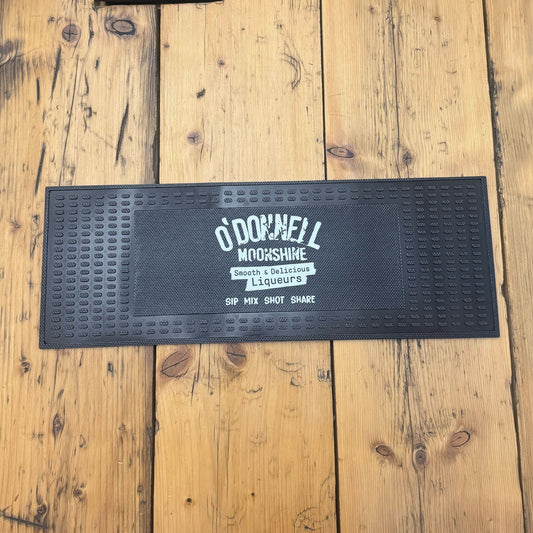 O'DONNELL
MOONSHINE
Smooth & Delicious
Liqueurs
SIP MIX SHOT SHARE